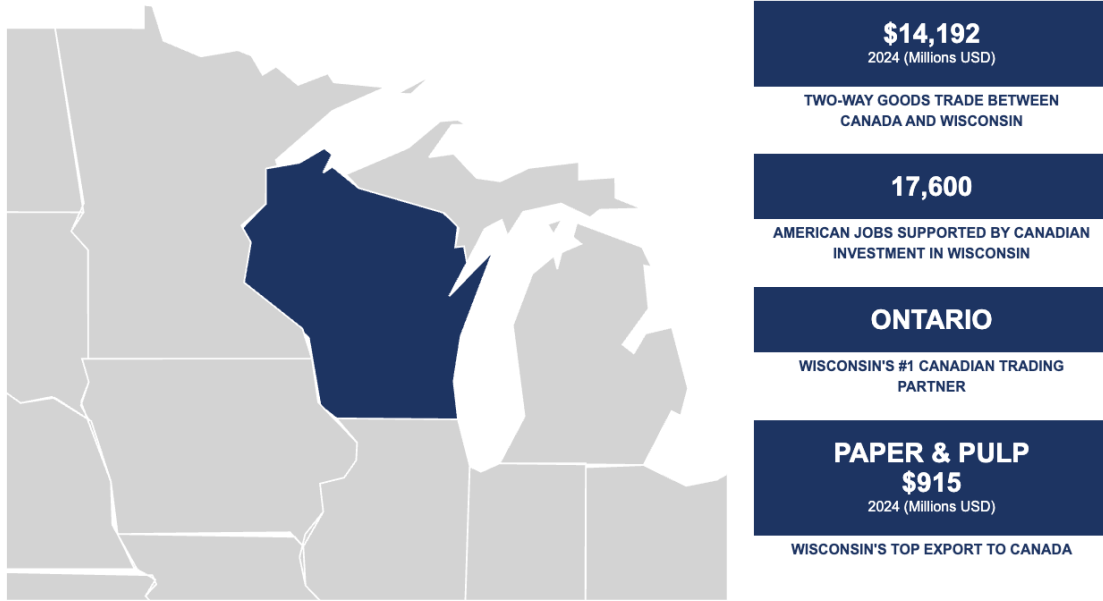 $14,192
2024 (Millions USD)
TWO-WAY GOODS TRADE BETWEEN
CANADA AND WISCONSIN
17,600
AMERICAN JOBS SUPPORTED BY CANADIAN
INVESTMENT IN WISCONSIN
ONTARIO
WISCONSIN'S #1 CANADIAN TRADING
PARTNER
PAPER & PULP
$915
2024 (Millions USD)
WISCONSIN'S TOP EXPORT TO CANADA